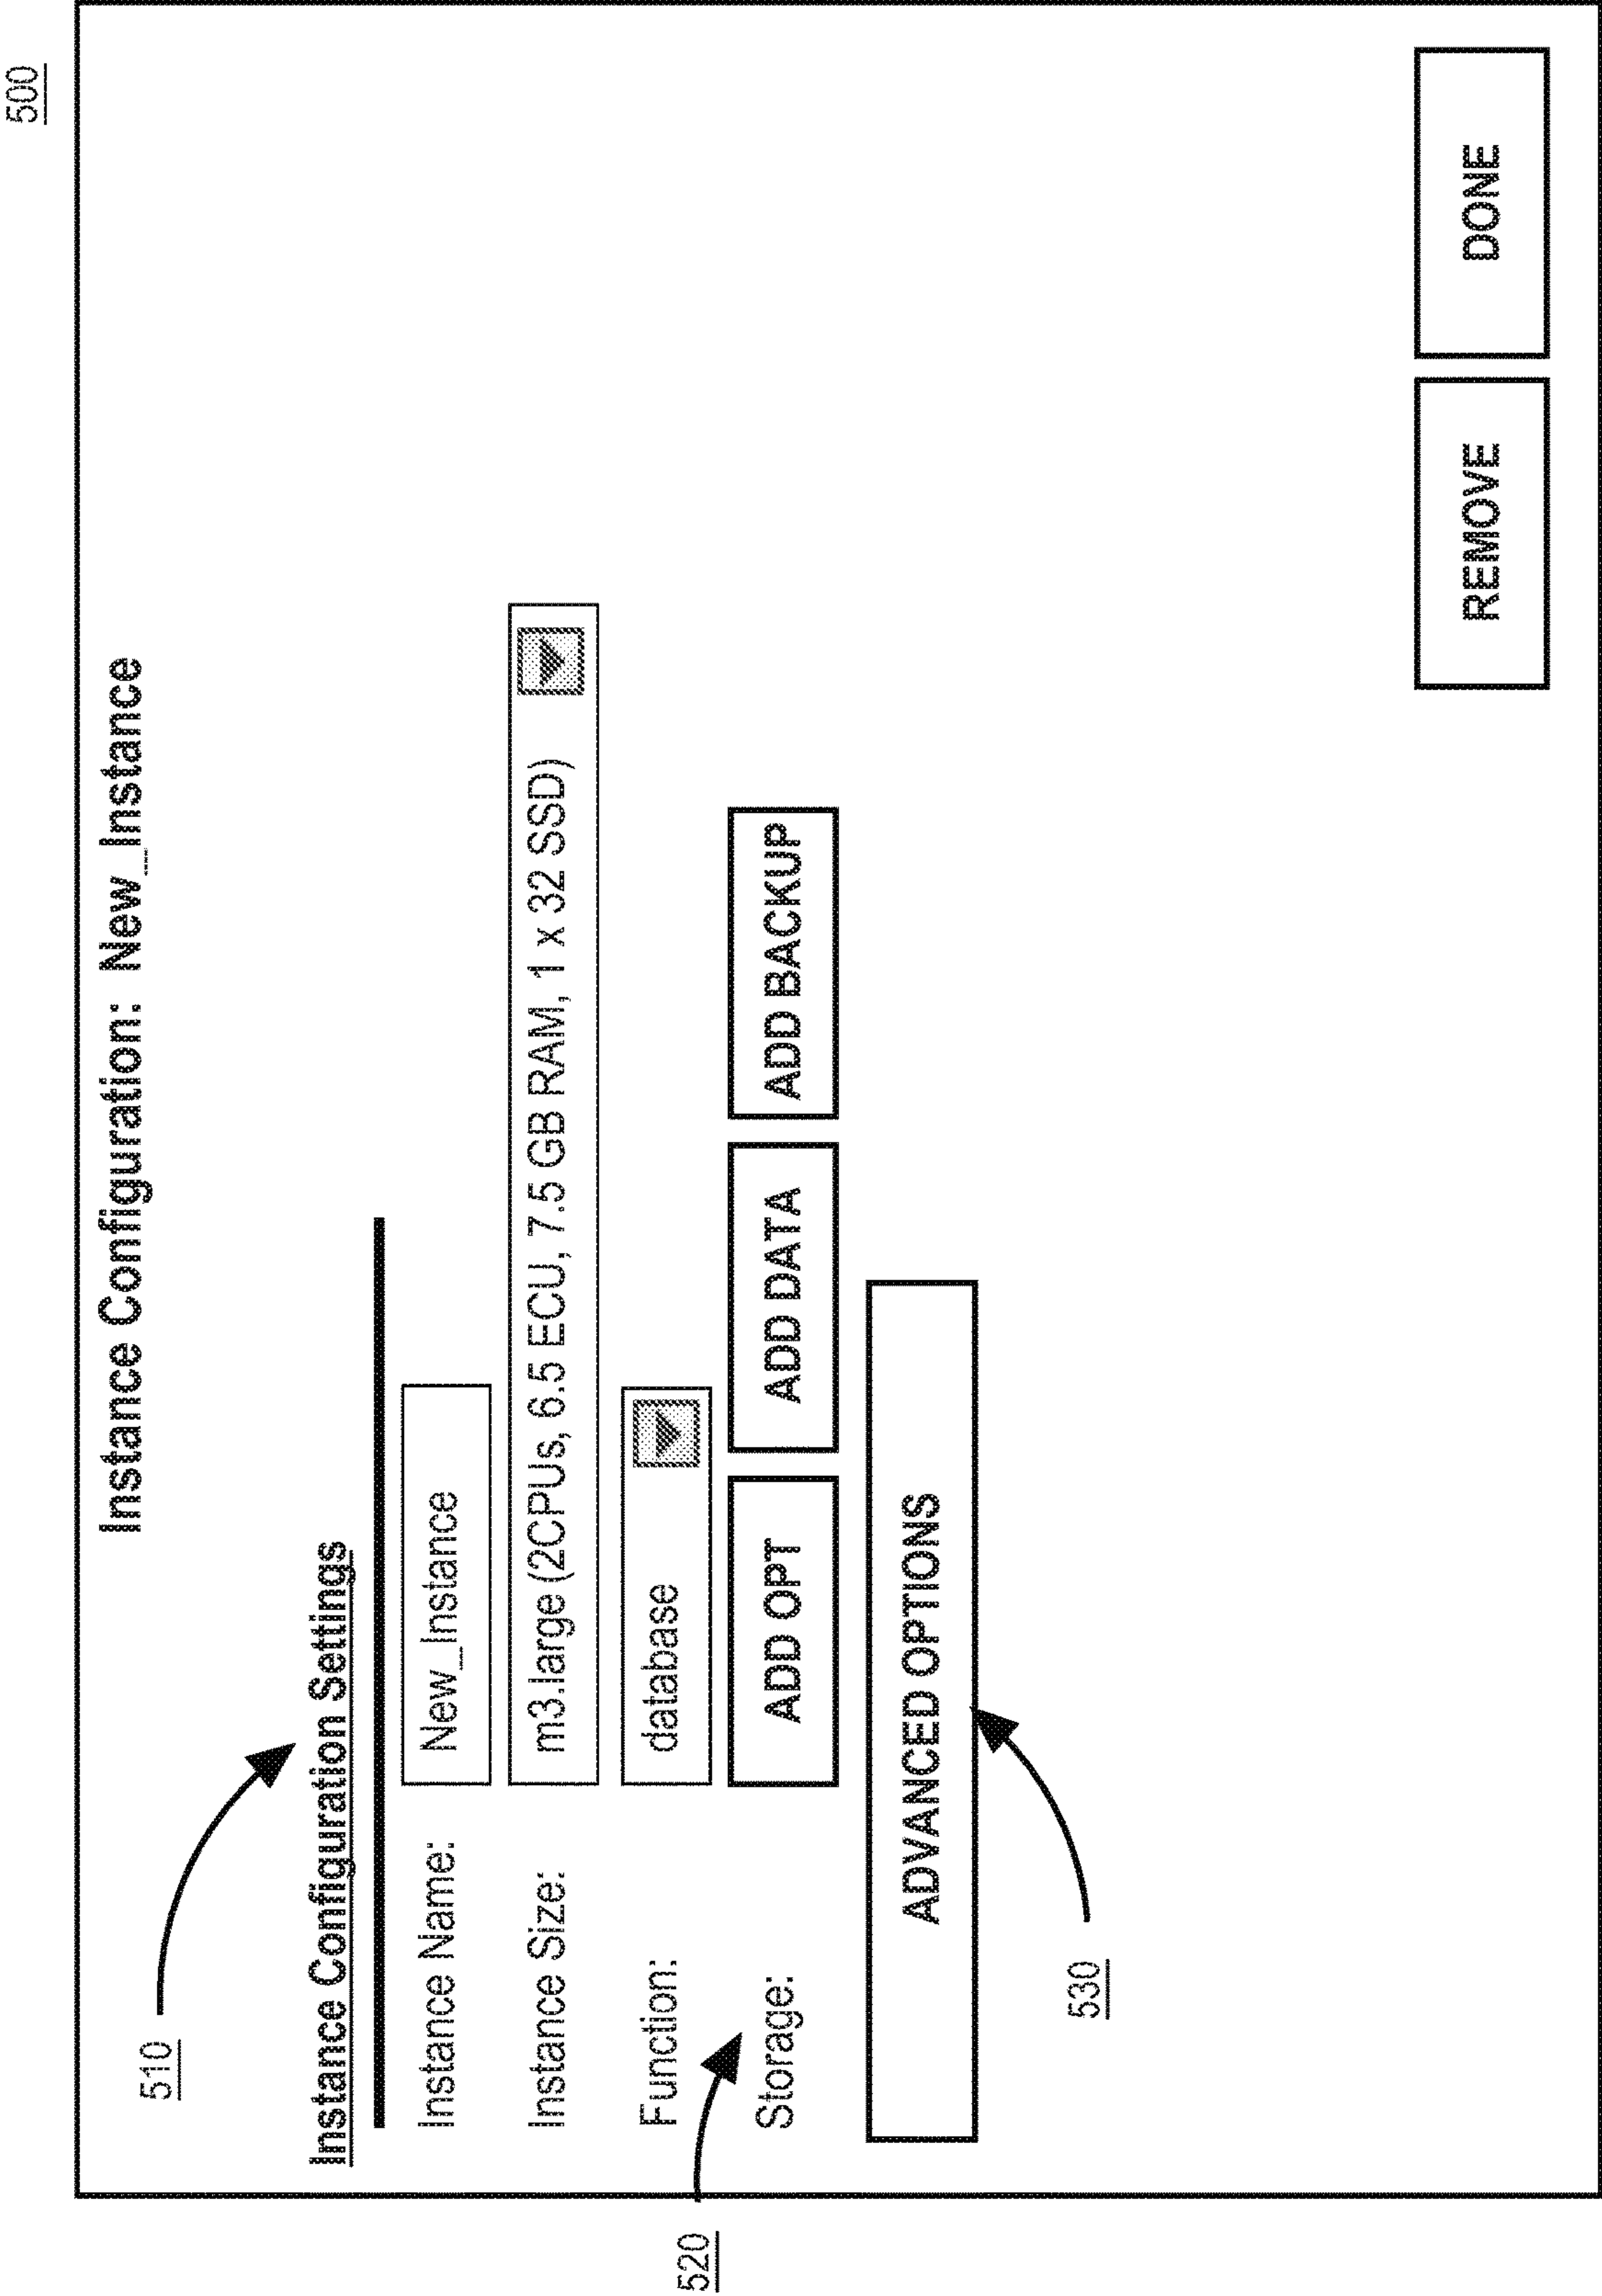 500
Instance Configuration: New_Instance
510
Instance Configuration Settings
Instance Name: New_Instance
Instance Size: m3.large (2CPUs, 6.5 ECU, 7.5 GB RAM, 1 x 32 SSD)
Function: database
520
Storage: ADD OPT ADD DATA ADD BACKUP
ADVANCED OPTIONS
530
REMOVE DONE